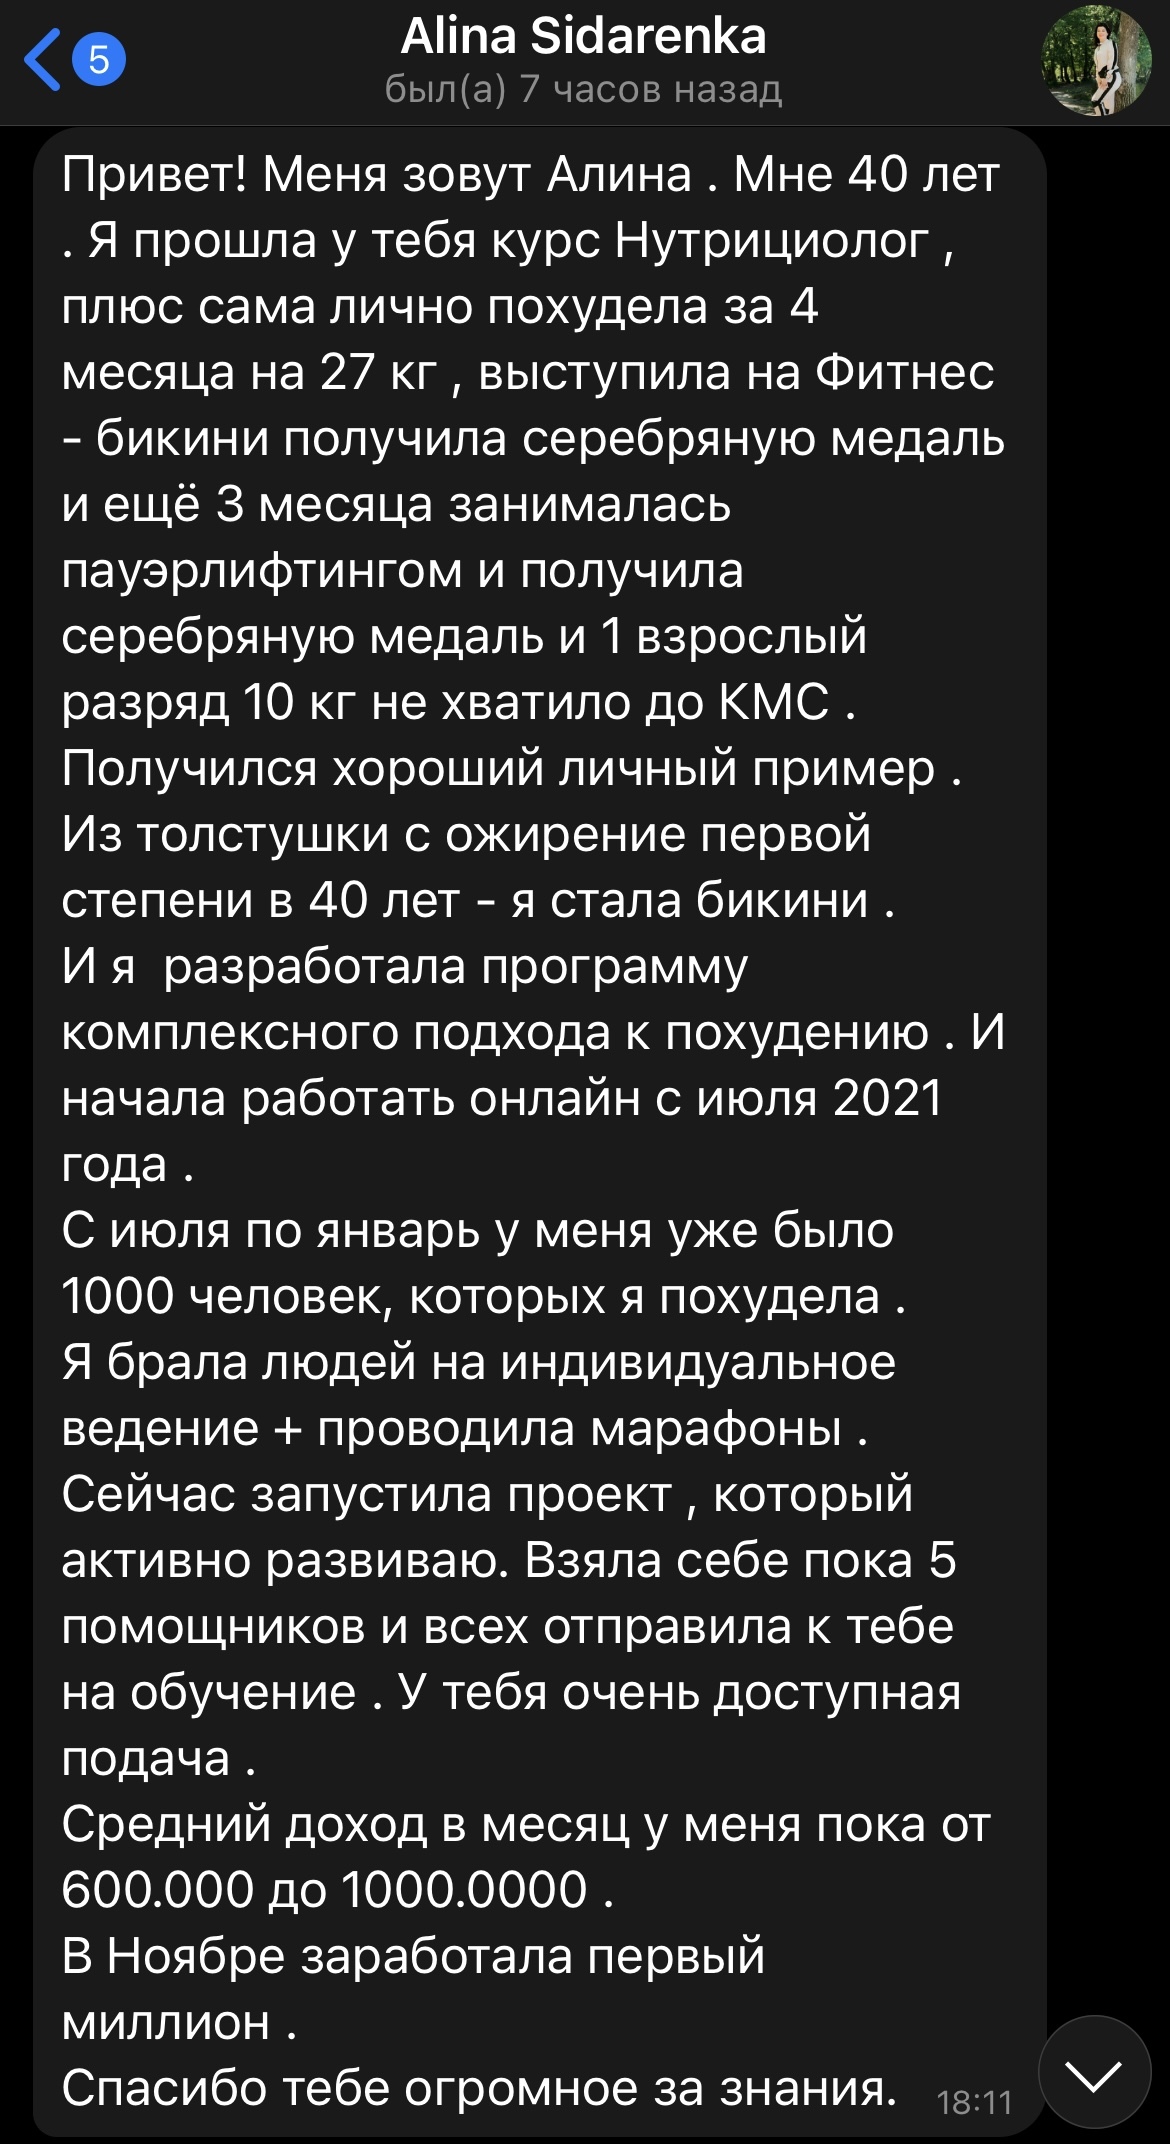 5
Alina Sidarenka
был(а) 7 часов назад
Привет! Меня зовут Алина . Мне 40 лет
. Я прошла у тебя курс Нутрициолог ,
плюс сама лично похудела за 4
месяца на 27 кг , выступила на Фитнес
- бикини получила серебряную медаль
и ещё 3 месяца занималась
пауэрлифтингом и получила
серебряную медаль и 1 взрослый
разряд 10 кг не хватило до КМС .
Получился хороший личный пример .
Из толстушки с ожирение первой
степени в 40 лет - я стала бикини .
И я  разработала программу
комплексного подхода к похудению . И
начала работать онлайн с июля 2021
года .
С июля по январь у меня уже было
1000 человек, которых я похудела .
Я брала людей на индивидуальное
ведение + проводила марафоны .
Сейчас запустила проект , который
активно развиваю. Взяла себе пока 5
помощников и всех отправила к тебе
на обучение . У тебя очень доступная
подача .
Средний доход в месяц у меня пока от
600.000 до 1000.0000 .
В Ноябре заработала первый
миллион .
Спасибо тебе огромное за знания.
18:11